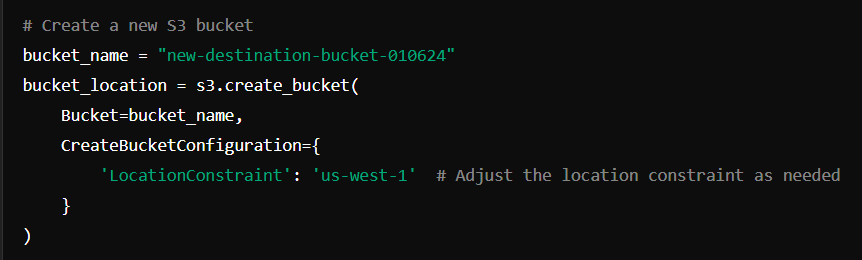 # Create a new S3 bucket
bucket_name = "new-destination-bucket-010624"
bucket_location = s3.create_bucket(
    Bucket=bucket_name,
    CreateBucketConfiguration={
        'LocationConstraint': 'us-west-1'  # Adjust the location constraint as needed
    }
)